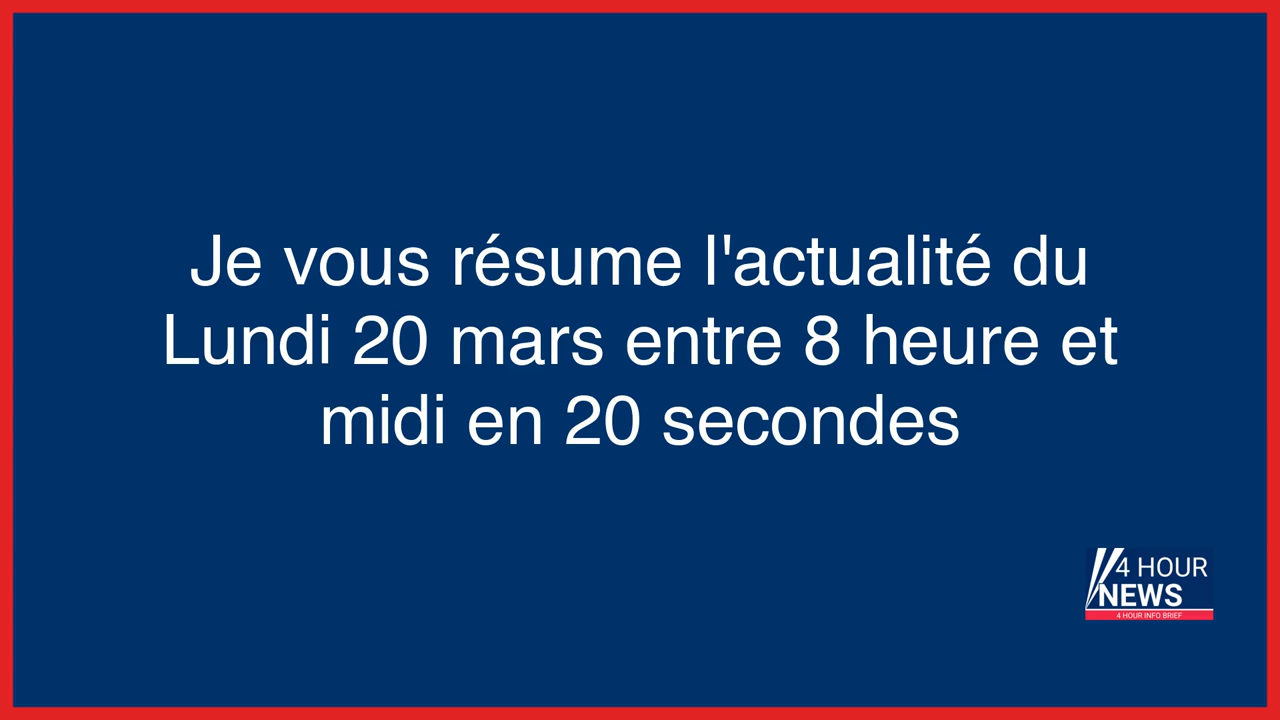 Je vous résume l'actualité du
Lundi 20 mars entre 8 heure et
midi en 20 secondes
4 HOUR
NEWS
4 HOUR INFO BRIEF